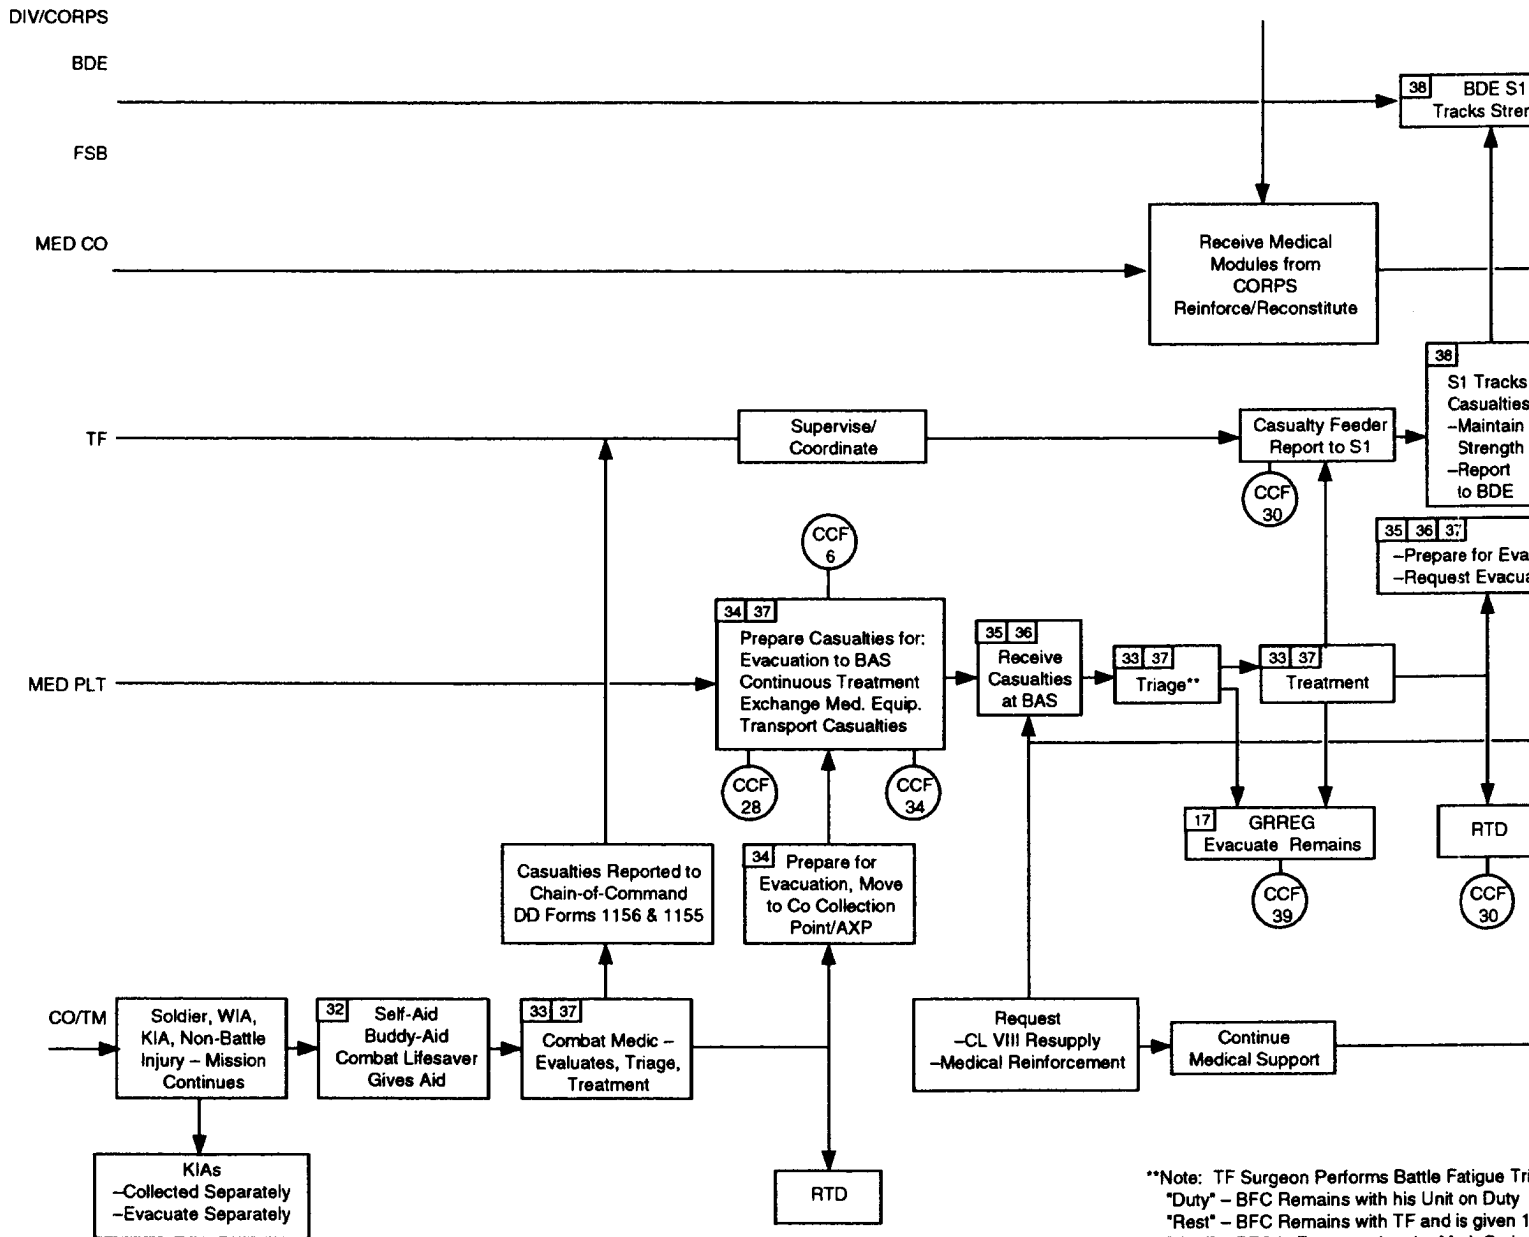 DIV/CORPS
BDE
38 BDE S1
Tracks
FSB
MED CO
Receive Medical
Modules from
CORPS
Reinforce/Reconstitute
38
S1 Tracks
Casualties
–Maintain
Strength
–Report
to BDE
TF
Supervise/
Coordinate
Casualty Feeder
Report to S1
CCF
30
35 36 37
–Prepare for
–Request
CCF
6
34 37
Prepare Casualties for:
Evacuation to BAS
Continuous Treatment
Exchange Med. Equip.
Transport Casualties
35 36
Receive
Casualties
at BAS
33 37
Triage**
33 37
Treatment
MED PLT
CCF
28
CCF
34
17 GRREG
Evacuate Remains
CCF
39
RTD
CCF
30
Casualties Reported to
Chain-of-Command
DD Forms 1156 & 1155
34 Prepare for
Evacuation, Move
to Co Collection
Point/AXP
CO/TM
Soldier, WIA,
KIA, Non-Battle
Injury – Mission
Continues
32 Self-Aid
Buddy-Aid
Combat Lifesaver
Gives Aid
33 37
Combat Medic –
Evaluates, Triage,
Treatment
Request
–CL VIII Resupply
–Medical Reinforcement
Continue
Medical Support
KIAs
–Collected Separately
–Evacuate Separately
RTD
**Note: TF Surgeon Performs Battle Fatigue
"Duty" – BFC Remains with his Unit on Duty
"Rest" – BFC Remains with TF and is given